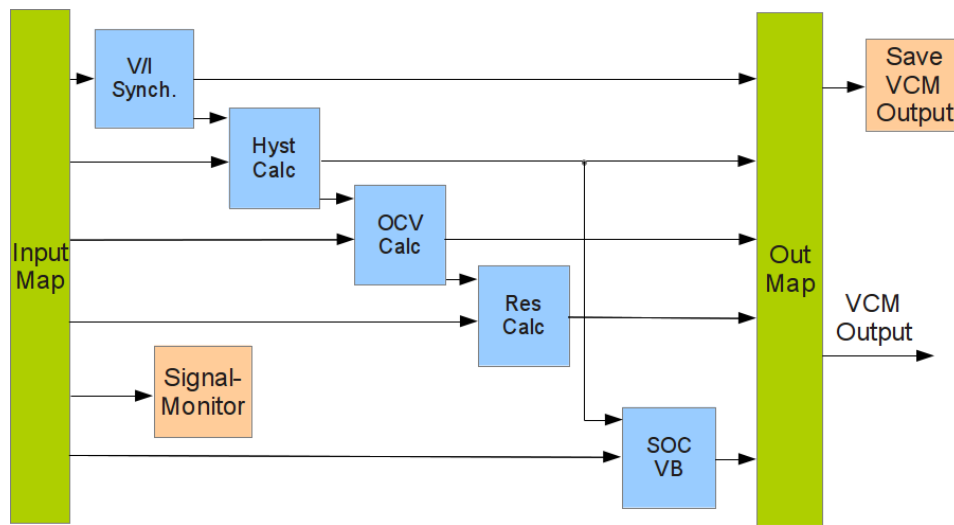 V/I
Synch.
Save
VCM
Output
Hyst
Calc
OCV
Calc
Input
Map
Out
Map
Res
Calc
VCM
Output
Signal-
Monitor
SOC
VB